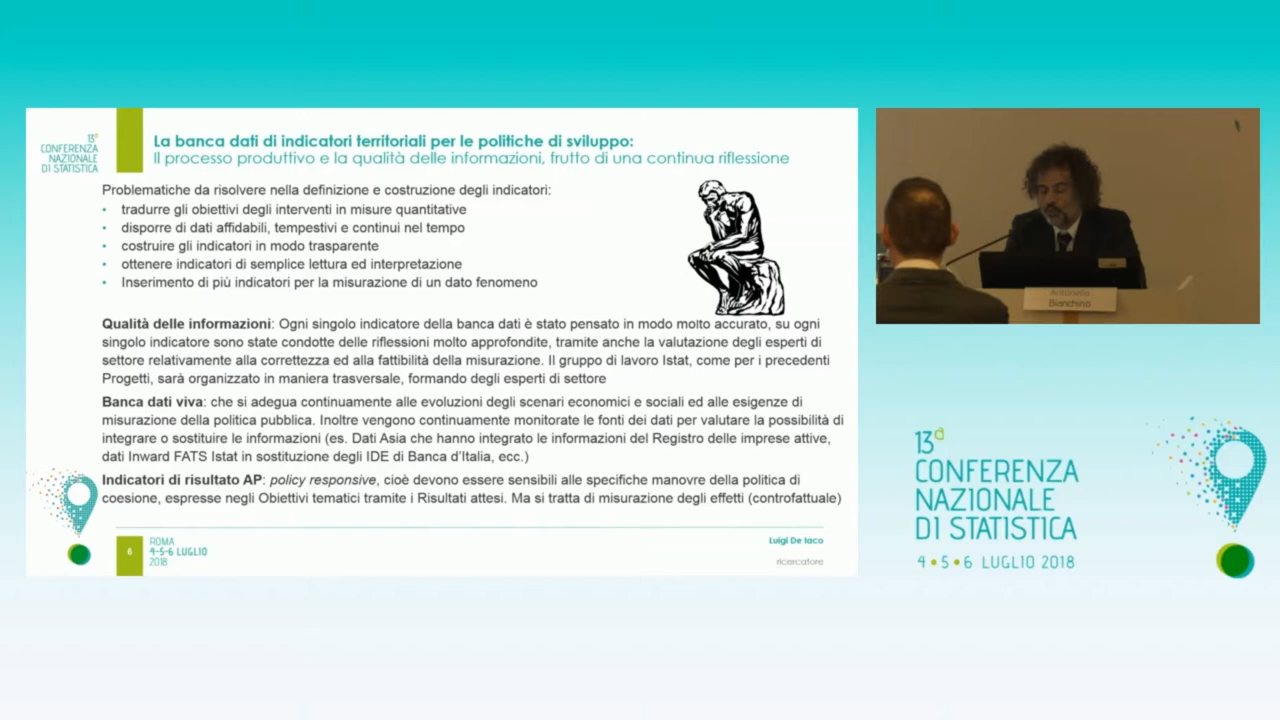 13a
CONFERENZA
NAZIONALE
DI STATISTICA
La banca dati di indicatori territoriali per le politiche di sviluppo:
Il processo produttivo e la qualità delle informazioni, frutto di una continua riflessione
Problematiche da risolvere nella definizione e costruzione degli indicatori:
• tradurre gli obiettivi degli interventi in misure quantitative
• disporre di dati affidabili, tempestivi e continui nel tempo
• costruire gli indicatori in modo trasparente
• ottenere indicatori di semplice lettura ed interpretazione
• Inserimento di più indicatori per la misurazione di un dato fenomeno
Qualità delle informazioni: Ogni singolo indicatore della banca dati è stato pensato in modo molto accurato, su ogni
singolo indicatore sono state condotte delle riflessioni molto approfondite, tramite anche la valutazione degli esperti di
settore relativamente alla correttezza ed alla fattibilità della misurazione. Il gruppo di lavoro Istat, come per i precedenti
Progetti, sarà organizzato in maniera trasversale, formando degli esperti di settore
Banca dati viva: che si adegua continuamente alle evoluzioni degli scenari economici e sociali ed alle esigenze di
misurazione della politica pubblica. Inoltre vengono continuamente monitorate le fonti dei dati per valutare la possibilità di
integrare o sostituire le informazioni (es. Dati Asia che hanno integrato le informazioni del Registro delle imprese attive,
dati Inward FATS Istat in sostituzione degli IDE di Banca d'Italia, ecc.)
Indicatori di risultato AP: policy responsive, cioè devono essere sensibili alle specifiche manovre della politica di
coesione, espresse negli Obiettivi tematici tramite i Risultati attesi. Ma si tratta di misurazione degli effetti (controfattuale)
6
ROMA
4-5-6 LUGLIO
2018
Luigi De Iaco
ricercatore
Antonella
Bianchino
13a
CONFERENZA
NAZIONALE
DI STATISTICA
4 • 5 • 6 LUGLIO 2018